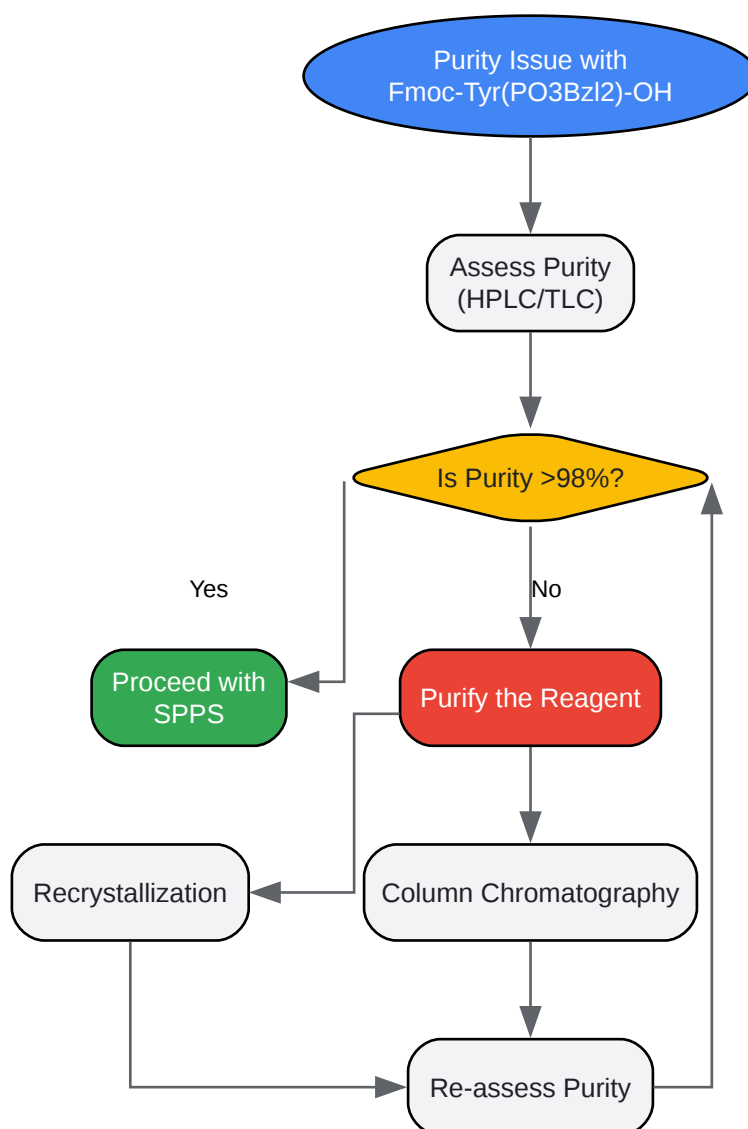 Purity Issue with
Fmoc-Tyr(PO3Bzl2)-OH
Assess Purity
(HPLC/TLC)
Is Purity >98%?
Yes
No
Proceed with
SPPS
Purify the Reagent
Recrystallization
Column Chromatography
Re-assess Purity